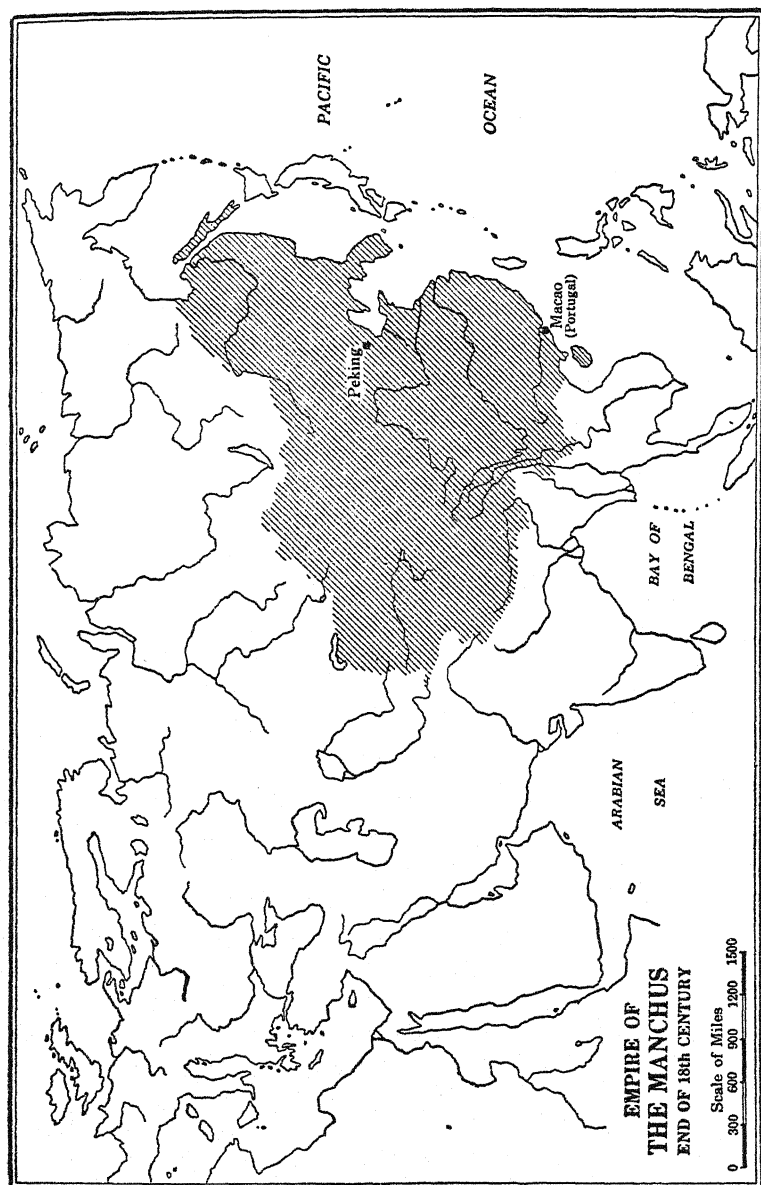 PACIFIC
OCEAN
Peking
Macao
(Portugal)
BAY OF
BENGAL
ARABIAN
SEA
EMPIRE OF
THE MANCHUS
END OF 18th CENTURY
Scale of Miles
0 300 600 900 1200 1500